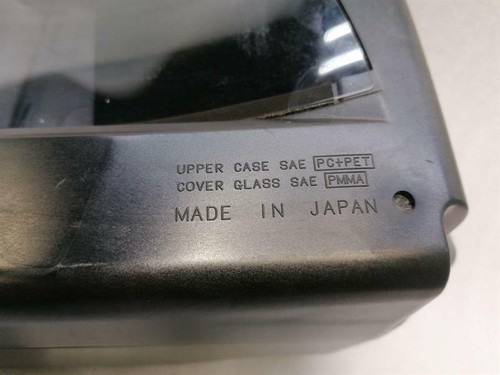 UPPER CASE SAE PC+PET
COVER GLASS SAE PMMA
MADE IN JAPAN